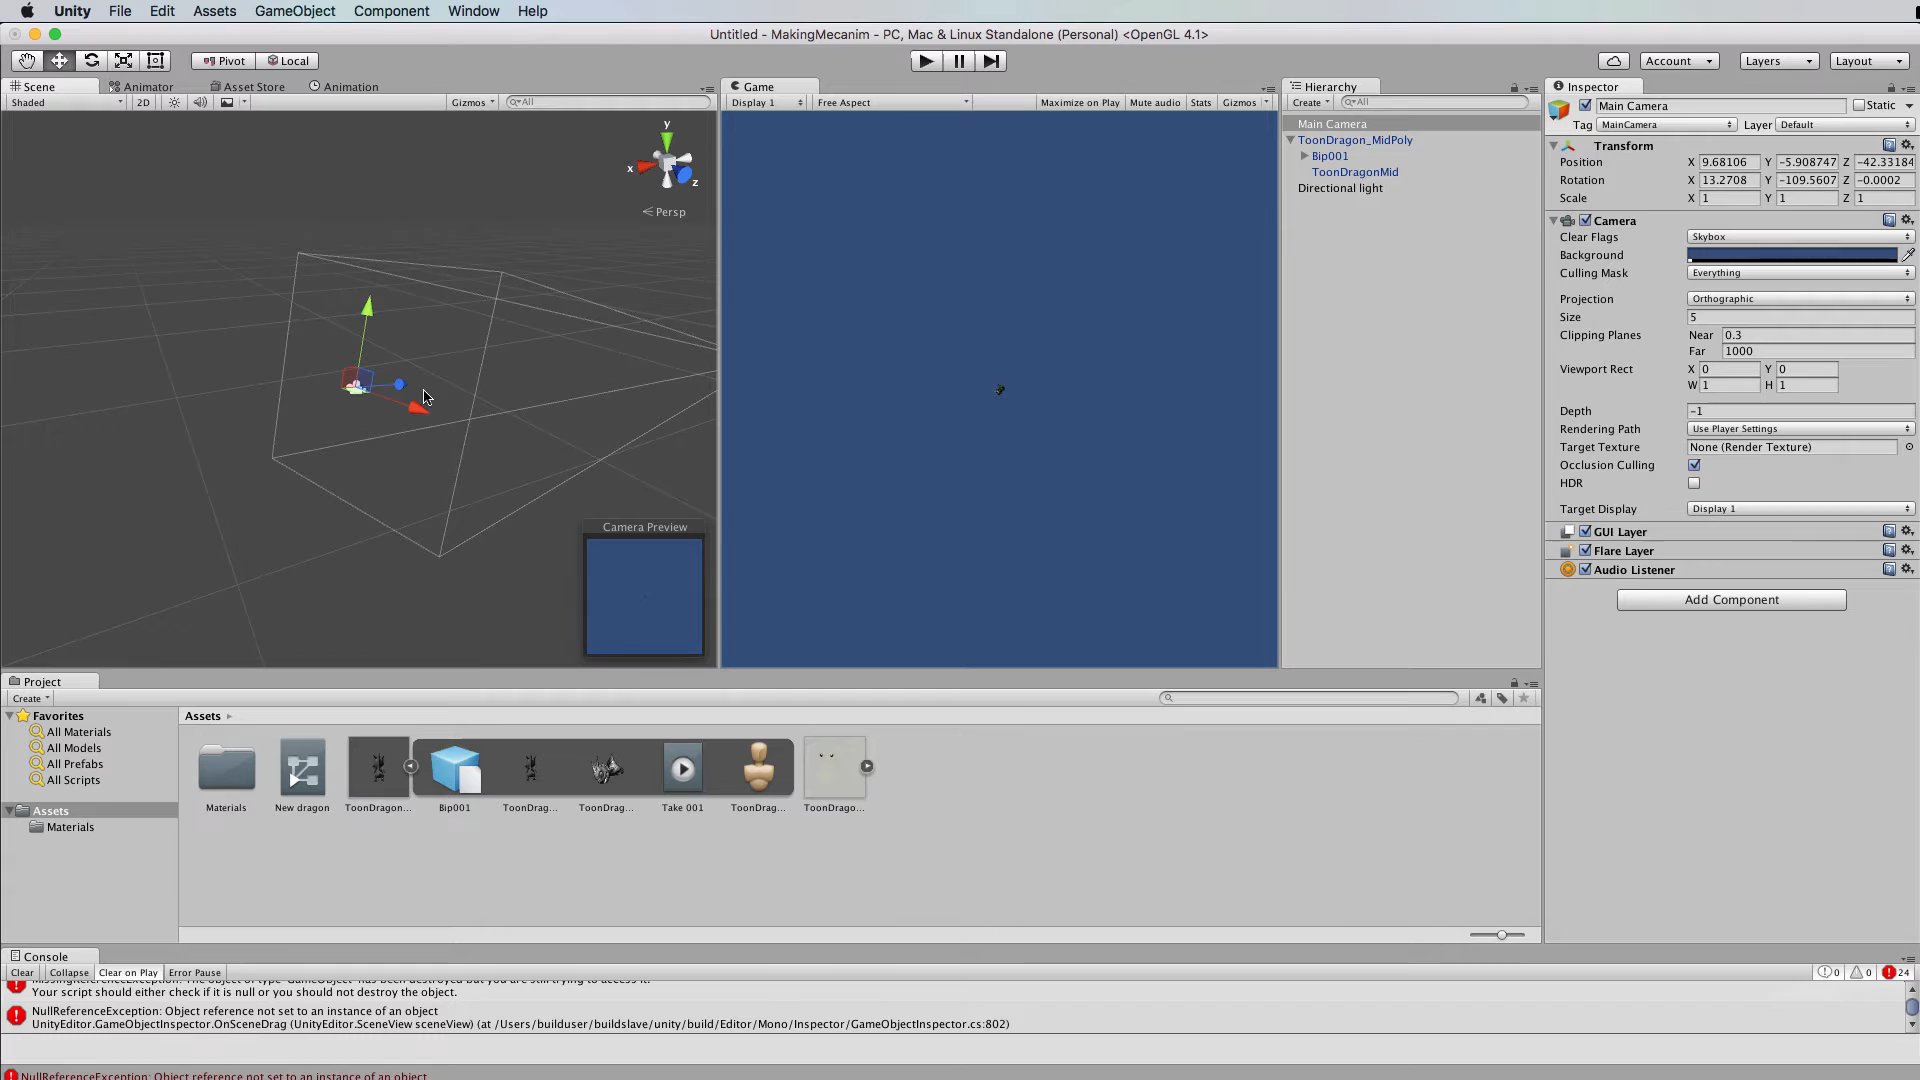 Unity File Edit Assets GameObject Component Window Help
Untitled - MakingMecanim - PC, Mac & Linux Standalone (Personal) <OpenGL 4.1>
Pivot Local Account Layers Layout
Scene Animator Asset Store Animation
Shaded 2D Gizmos All
y
x
z
Persp
Camera Preview
Game
Display 1 Free Aspect Maximize on Play Mute audio Stats Gizmos
Hierarchy
Create All
Main Camera
ToonDragon_MidPoly
Bip001
ToonDragonMid
Directional light
Inspector
Main Camera Static
Tag MainCamera Layer Default
Transform
Position X 9.68106 Y -5.908747 Z -42.33184
Rotation X 13.2708 Y -109.5607 Z -0.0002
Scale X 1 Y 1 Z 1
Camera
Clear Flags Skybox
Background
Culling Mask Everything
Projection Orthographic
Size 5
Clipping Planes Near 0.3
Far 1000
Viewport Rect X 0 Y 0
W 1 H 1
Depth -1
Rendering Path Use Player Settings
Target Texture None (Render Texture)
Occlusion Culling
HDR
Target Display Display 1
GUI Layer
Flare Layer
Audio Listener
Add Component
Project
Create
Favorites
All Materials
All Models
All Prefabs
All Scripts
Assets
Materials
Assets
Materials New dragon ToonDragon... Bip001 ToonDrag... ToonDrag... Take 001 ToonDrag... ToonDrago...
Console
Clear Collapse Clear on Play Error Pause 0 0 24
MissingReferenceException: The object of type 'GameObject' has been destroyed but you are still trying to access it.
Your script should either check if it is null or you should not destroy the object.
NullReferenceException: Object reference not set to an instance of an object
UnityEditor.GameObjectInspector.OnSceneDrag (UnityEditor.SceneView sceneView) (at /Users/builduser/buildslave/unity/build/Editor/Mono/Inspector/GameObjectInspector.cs:802)
NullReferenceException: Object reference not set to an instance of an object